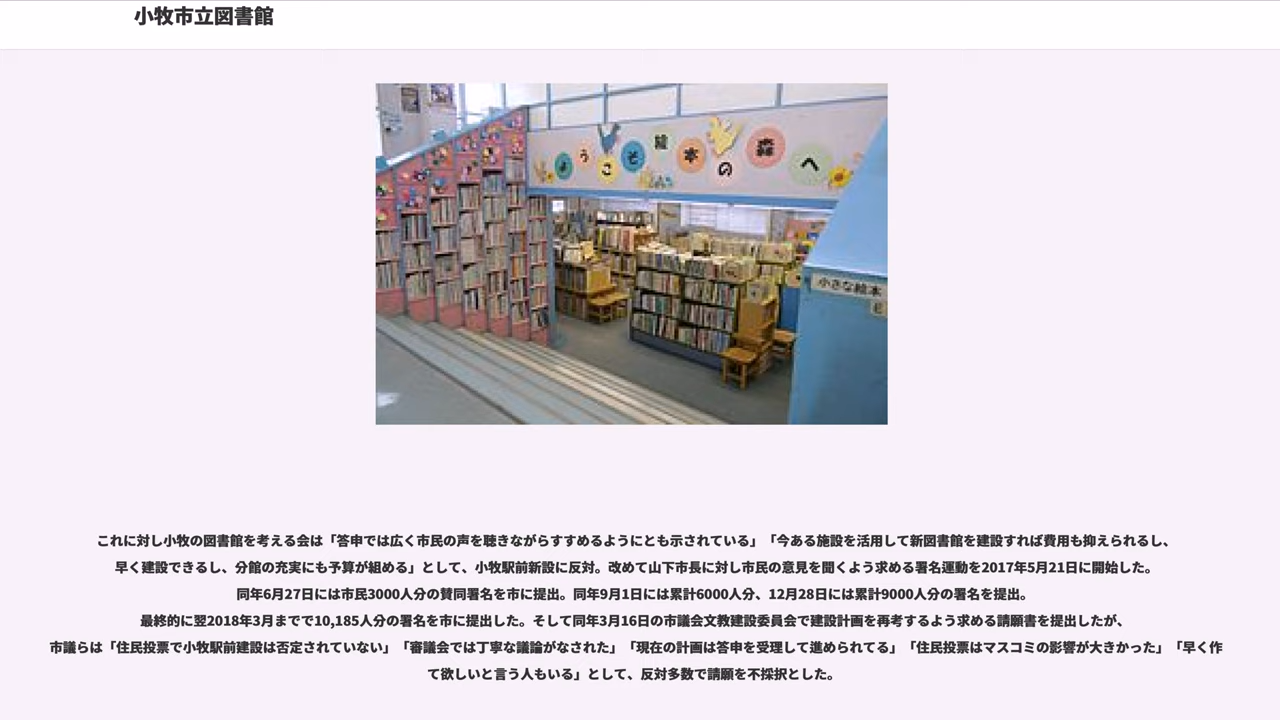 小牧市立図書館
ようこそ絵本の森へ
小さな絵本
これに対し小牧の図書館を考える会は「答申では広く市民の声を聴きながらすすめるようにとも示されている」「今ある施設を活用して新図書館を建設すれば費用も抑えられるし、
早く建設できるし、分館の充実にも予算が組める」として、小牧駅前新設に反対。改めて山下市長に対し市民の意見を聞くよう求める署名運動を2017年5月21日に開始した。
同年6月27日には市民3000人分の賛同署名を市に提出。同年9月1日には累計6000人分、12月28日には累計9000人分の署名を提出。
最終的に翌2018年3月までで10,185人分の署名を市に提出した。そして同年3月16日の市議会文教建設委員会で建設計画を再考するよう求める請願書を提出したが、
市議らは「住民投票で小牧駅前建設は否定されていない」「審議会では丁寧な議論がなされた」「現在の計画は答申を受理して進められてる」「住民投票はマスコミの影響が大きかった」「早く作
て欲しいと言う人もいる」として、反対多数で請願を不採択とした。